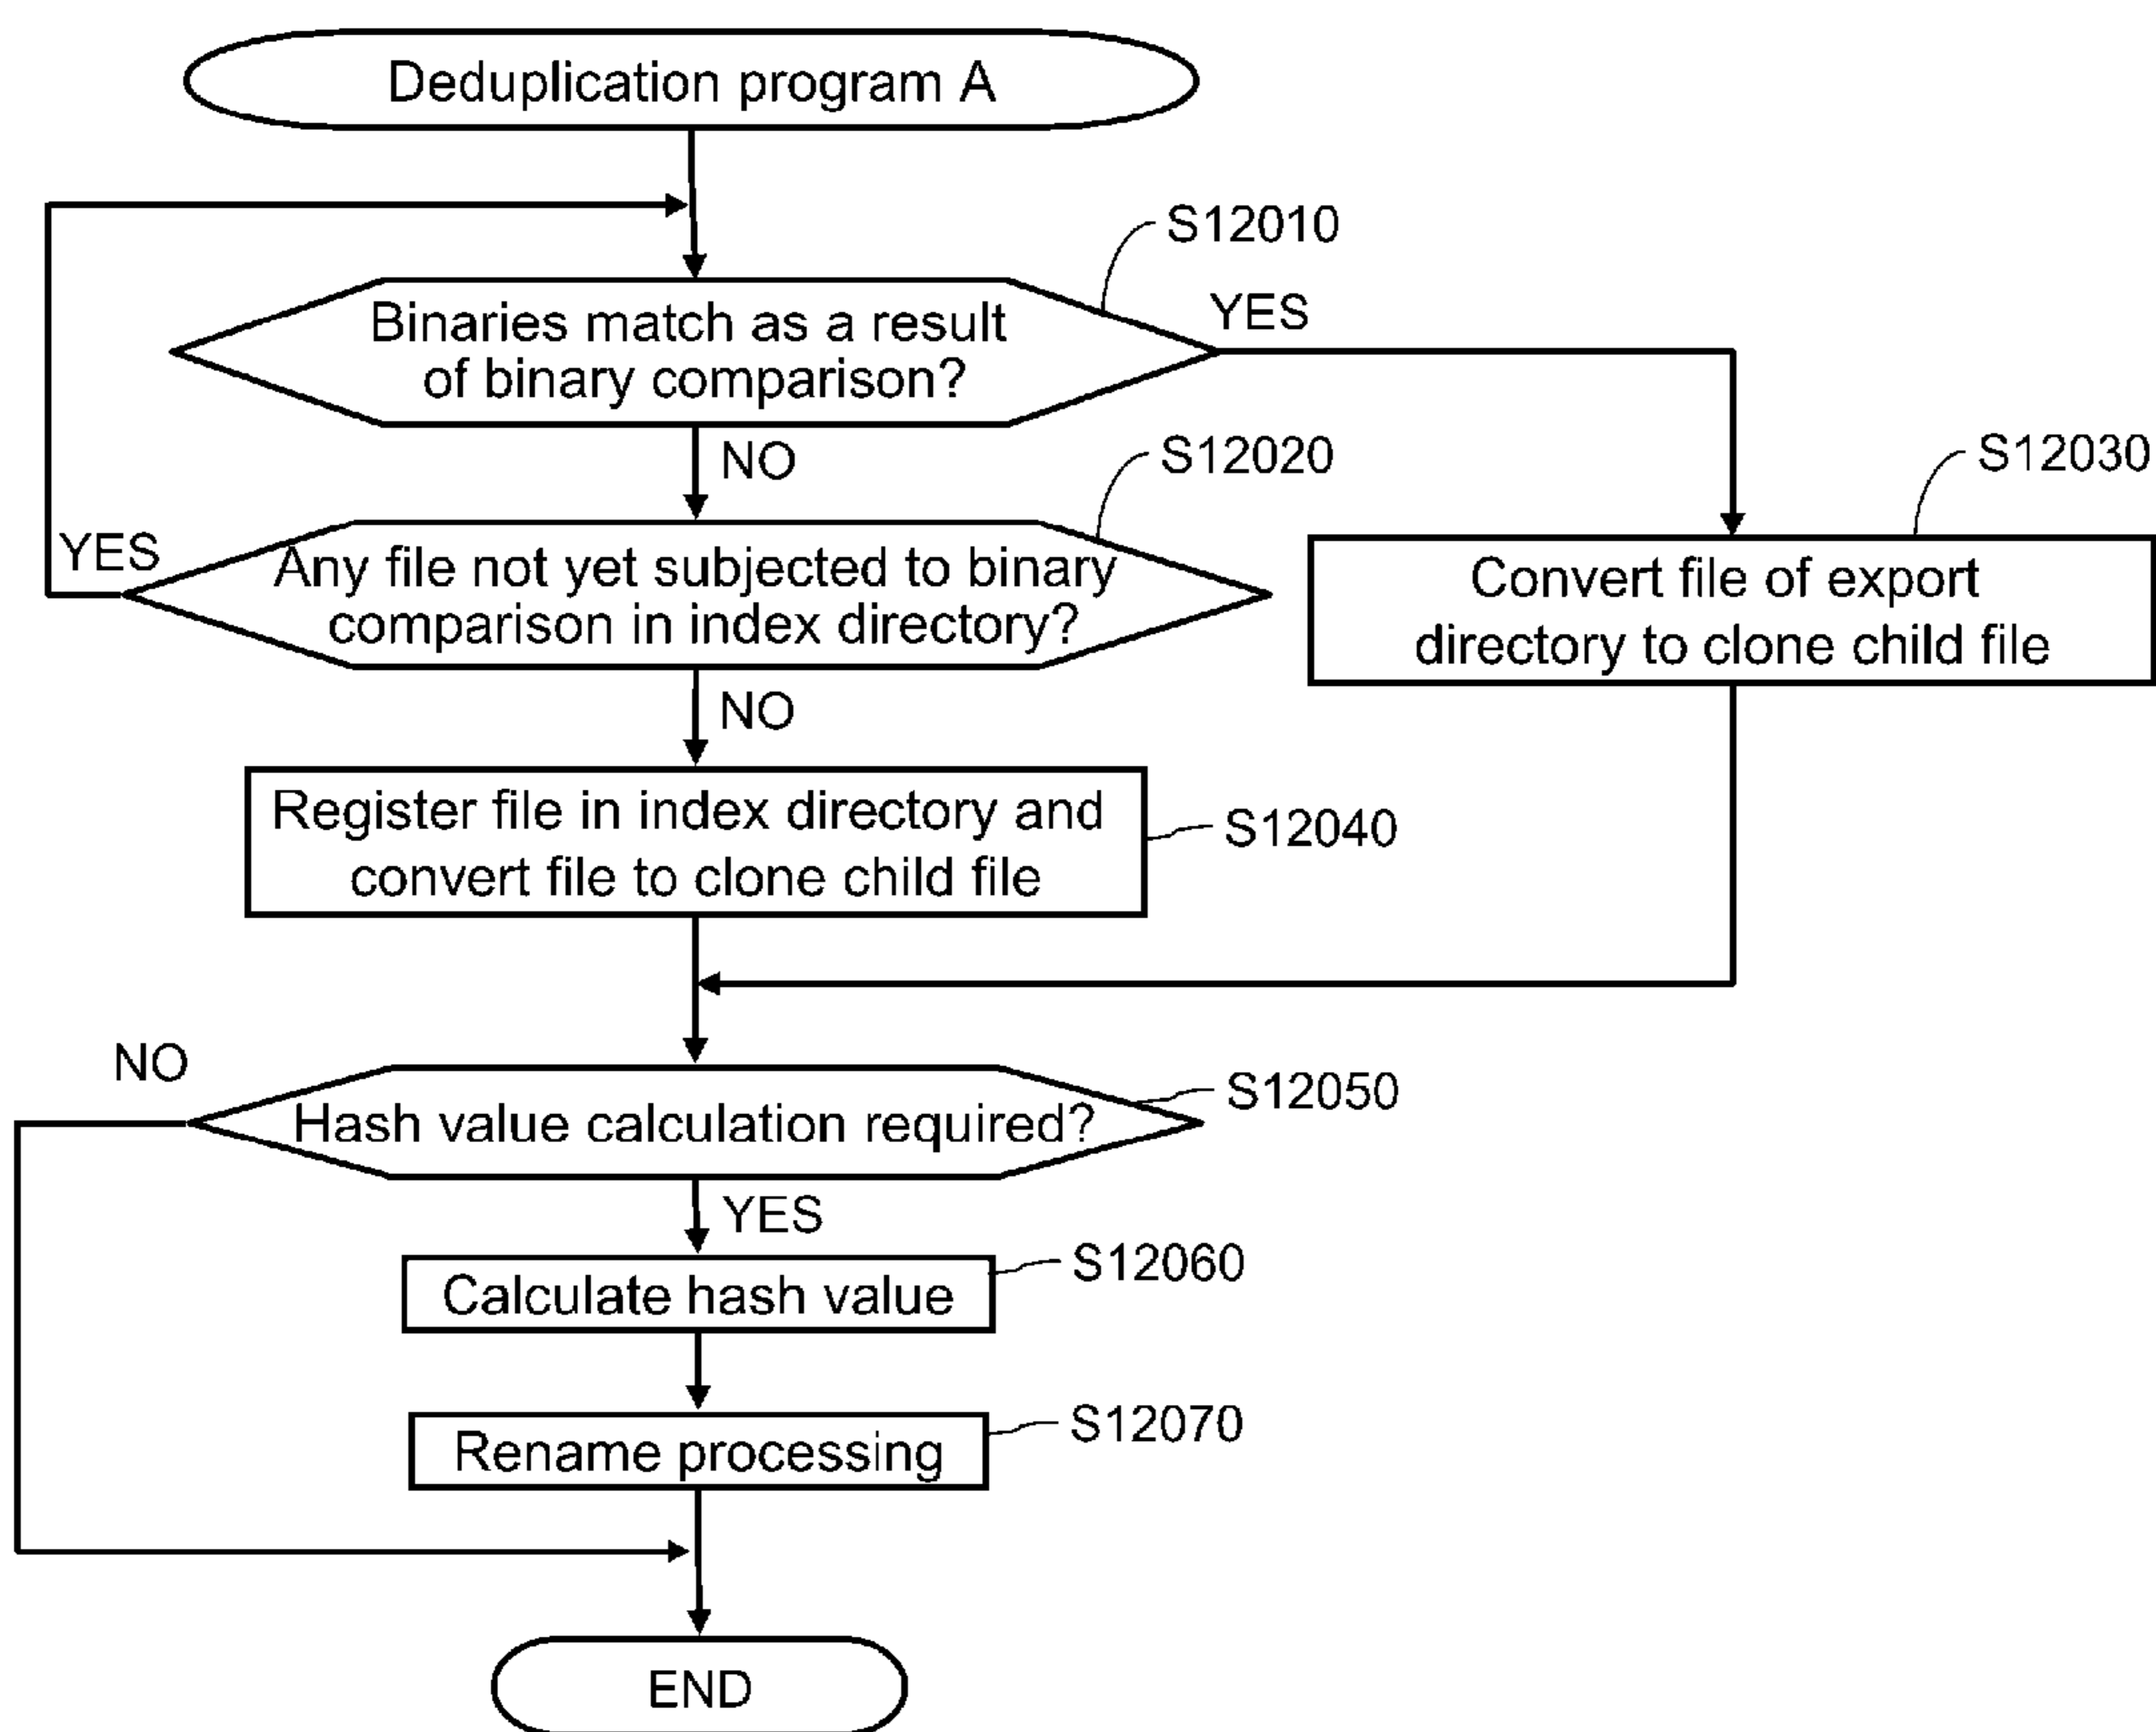 Deduplication program A
S12010
Binaries match as a result
of binary comparison?
YES
NO
S12020
S12030
YES
Any file not yet subjected to binary
comparison in index directory?
Convert file of export
directory to clone child file
NO
Register file in index directory and
convert file to clone child file
S12040
NO
Hash value calculation required?
S12050
YES
Calculate hash value
S12060
Rename processing
S12070
END